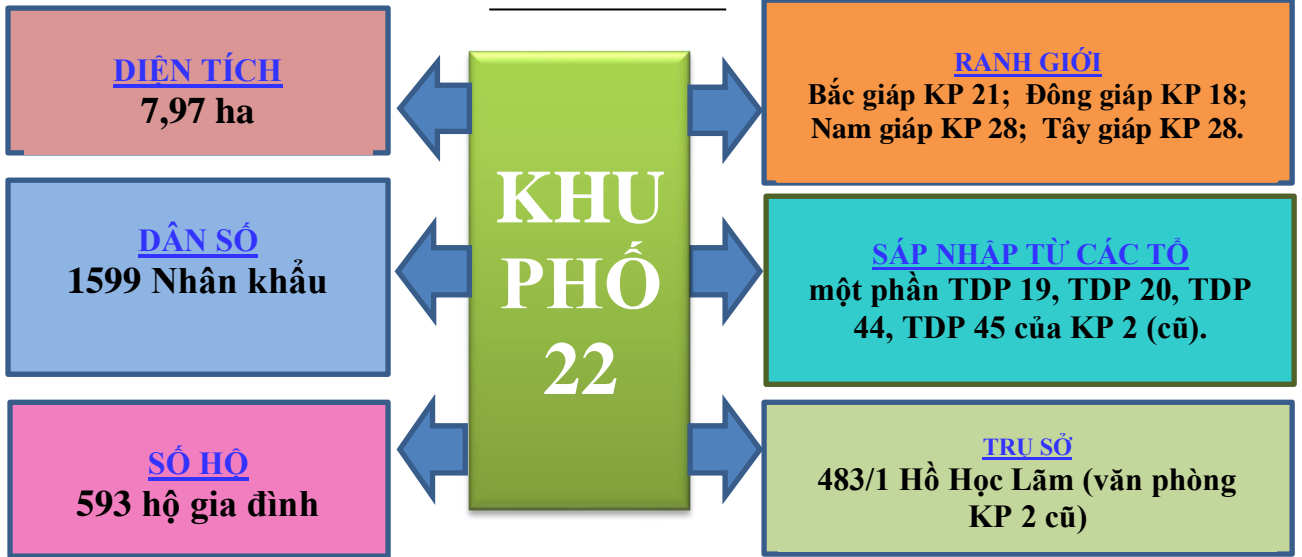 DIỆN TÍCH
7,97 ha
DÂN SỐ
1599 Nhân khẩu
SỐ HỘ
593 hộ gia đình
KHU
PHỐ
22
RANH GIỚI
Bắc giáp KP 21; Đông giáp KP 18;
Nam giáp KP 28; Tây giáp KP 28.
SÁP NHẬP TỪ CÁC TỔ
một phần TDP 19, TDP 20, TDP
44, TDP 45 của KP 2 (cũ).
TRỤ SỞ
483/1 Hồ Học Lãm (văn phòng
KP 2 cũ)